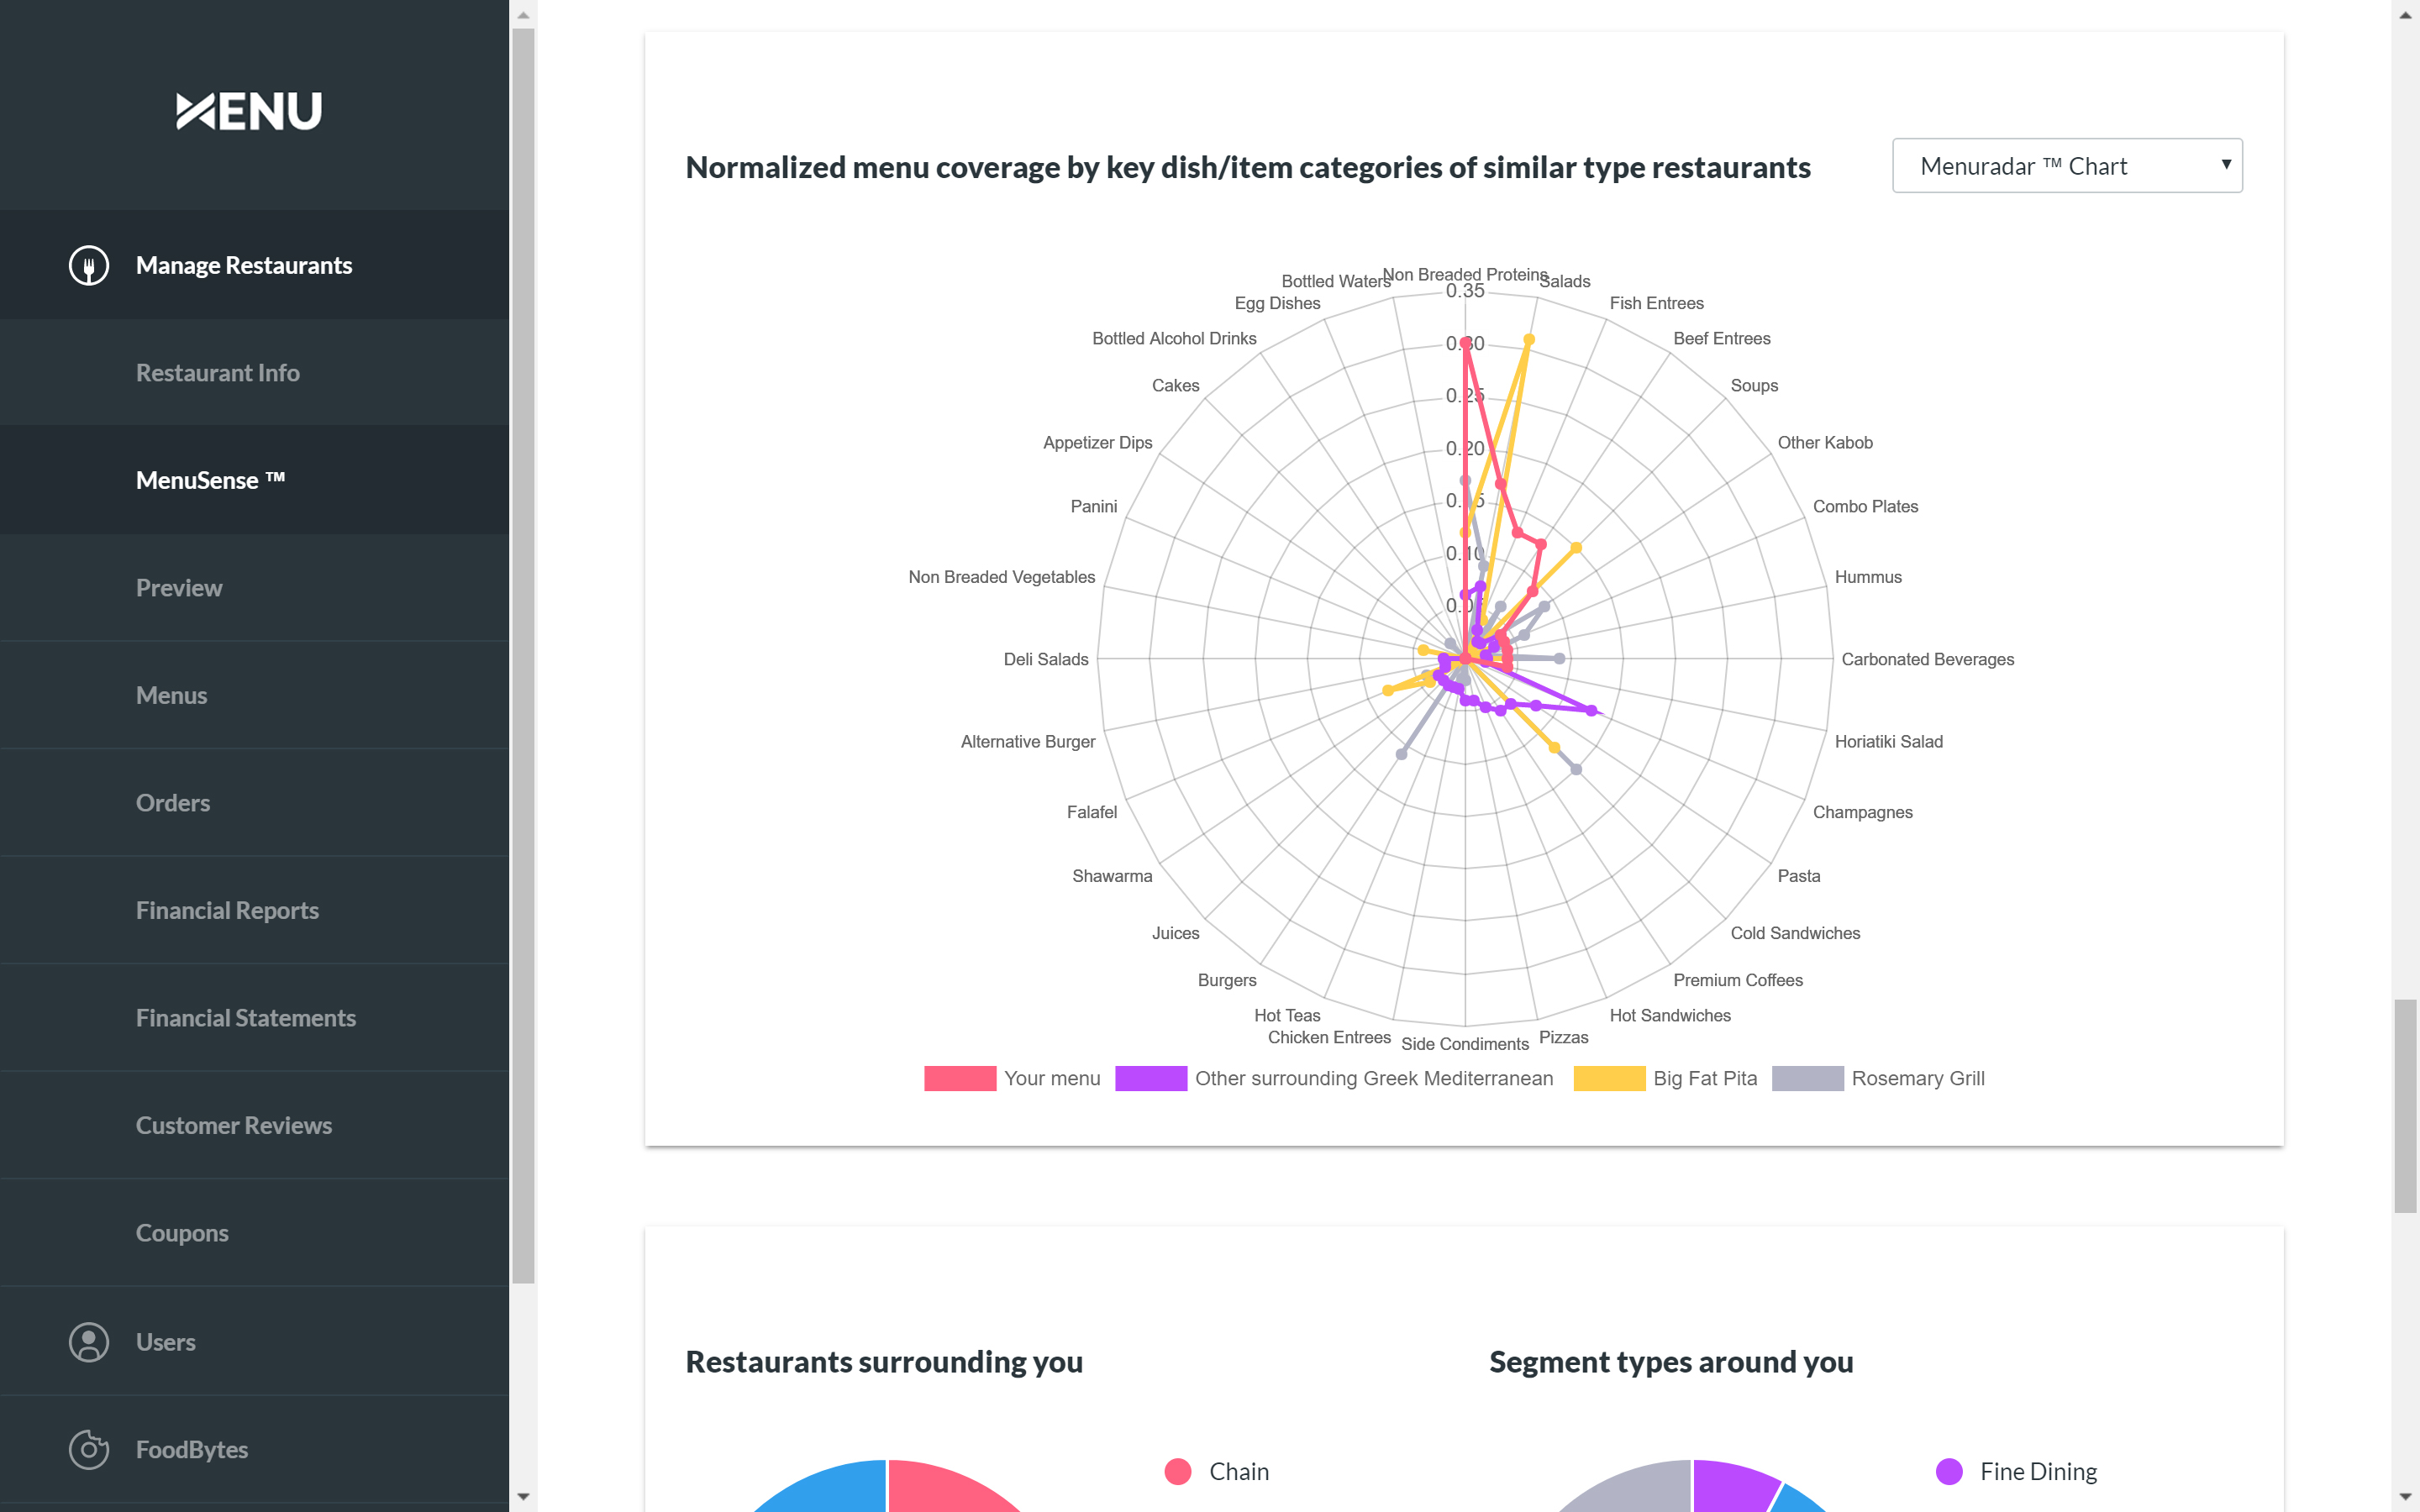 MENU
Manage Restaurants
Restaurant Info
MenuSense ™
Preview
Menus
Orders
Financial Reports
Financial Statements
Customer Reviews
Coupons
Users
FoodBytes
Normalized menu coverage by key dish/item categories of similar type restaurants
Menuradar ™ Chart
Non Breaded Proteins
Salads
Fish Entrees
Beef Entrees
Soups
Other Kabob
Combo Plates
Hummus
Carbonated Beverages
Horiatiki Salad
Champagnes
Pasta
Cold Sandwiches
Premium Coffees
Hot Sandwiches
Pizzas
Side Condiments
Chicken Entrees
Hot Teas
Burgers
Juices
Shawarma
Falafel
Alternative Burger
Deli Salads
Non Breaded Vegetables
Panini
Appetizer Dips
Cakes
Bottled Alcohol Drinks
Egg Dishes
Bottled Waters
0.35
0.30
0.25
0.20
0.15
0.10
Your menu
Other surrounding Greek Mediterranean
Big Fat Pita
Rosemary Grill
Restaurants surrounding you
Chain
Segment types around you
Fine Dining